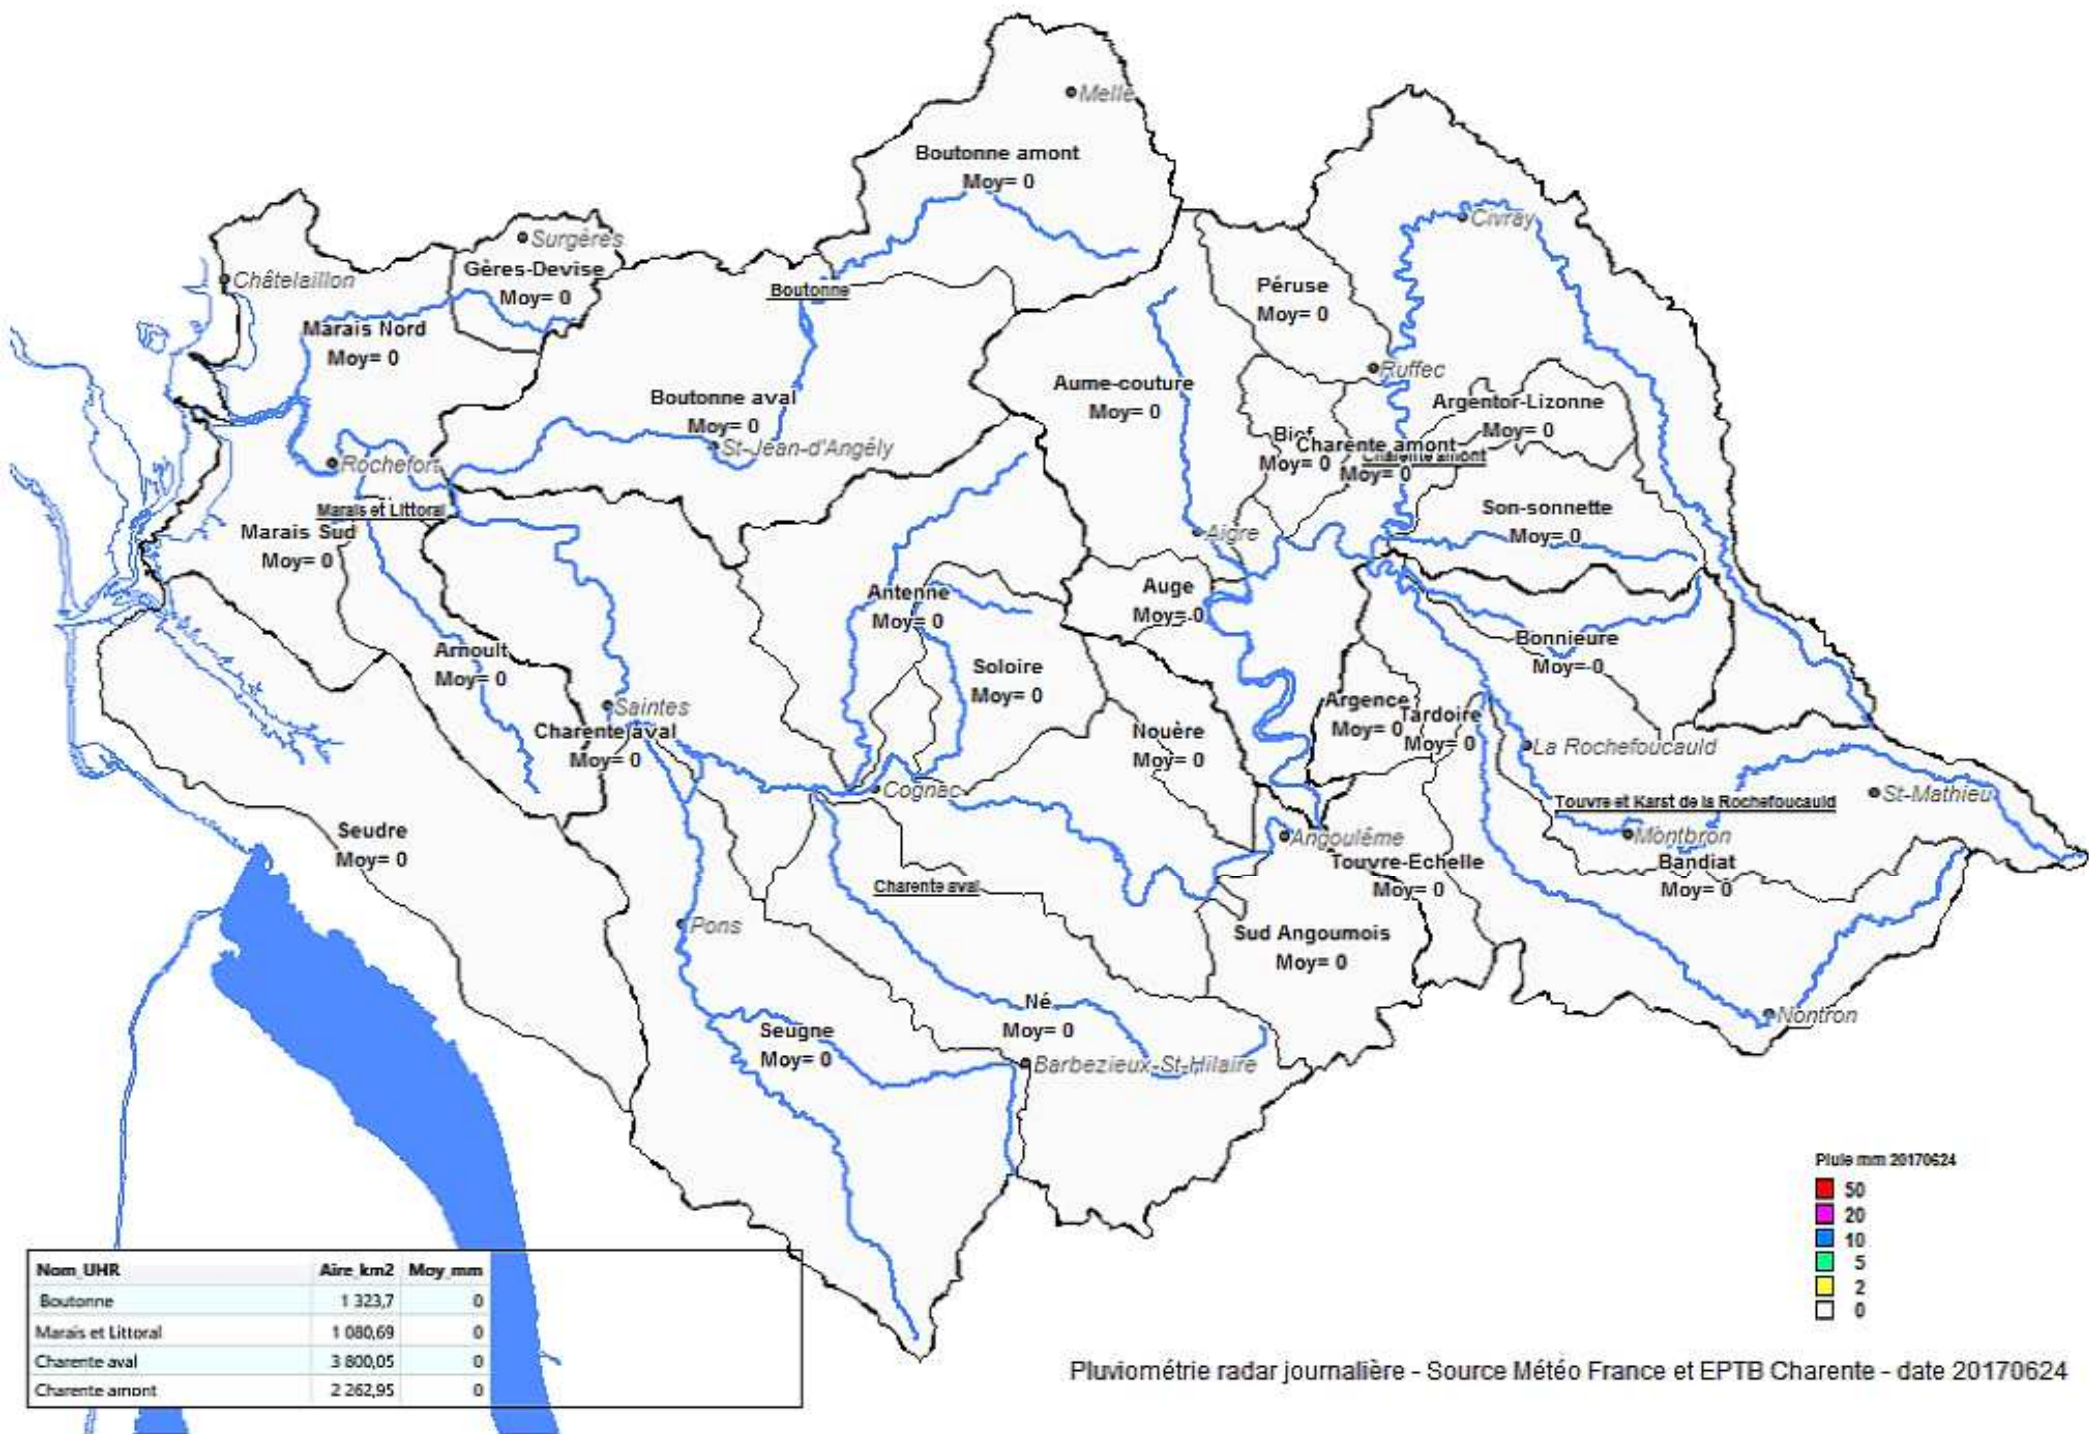 Melle
Boutonne amont
Moy= 0
Civray
Surgères
Gères-Devise
Moy= 0
Châtelaillon
Boutonne
Péruse
Moy= 0
Marais Nord
Moy= 0
Ruffec
Aume-couture
Moy= 0
Boutonne aval
Moy= 0
Argentor-Lizonne
Moy= 0
St-Jean-d'Angély
Bief
Moy= 0
Charente amont
Charente amont
Moy= 0
Rochefort
Marais et Littoral
Marais Sud
Moy= 0
Son-sonnette
Moy= 0
Aigre
Auge
Moy= 0
Antenne
Moy= 0
Bonnieure
Moy= 0
Arnoult
Moy= 0
Soloire
Moy= 0
Saintes
Charente aval
Moy= 0
Argence
Moy= 0
Tardoire
Moy= 0
Nouère
Moy= 0
La Rochefoucauld
Cognac
St-Mathieu
Touvre et Karst de la Rochefoucauld
Seudre
Moy= 0
Angoulême
Montbron
Touvre-Echelle
Moy= 0
Bandiat
Moy= 0
Charente aval
Pons
Sud Angoumois
Moy= 0
Né
Moy= 0
Nontron
Seugne
Moy= 0
Barbezieux-St-Hilaire
Pluie mm 20170624
50
20
10
5
2
0
Nom_UHR Aire_km2 Moy_mm
Boutonne 1 323,7 0
Marais et Littoral 1 080,69 0
Charente aval 3 800,05 0
Charente amont 2 262,95 0
Pluviométrie radar journalière - Source Météo France et EPTB Charente - date 20170624